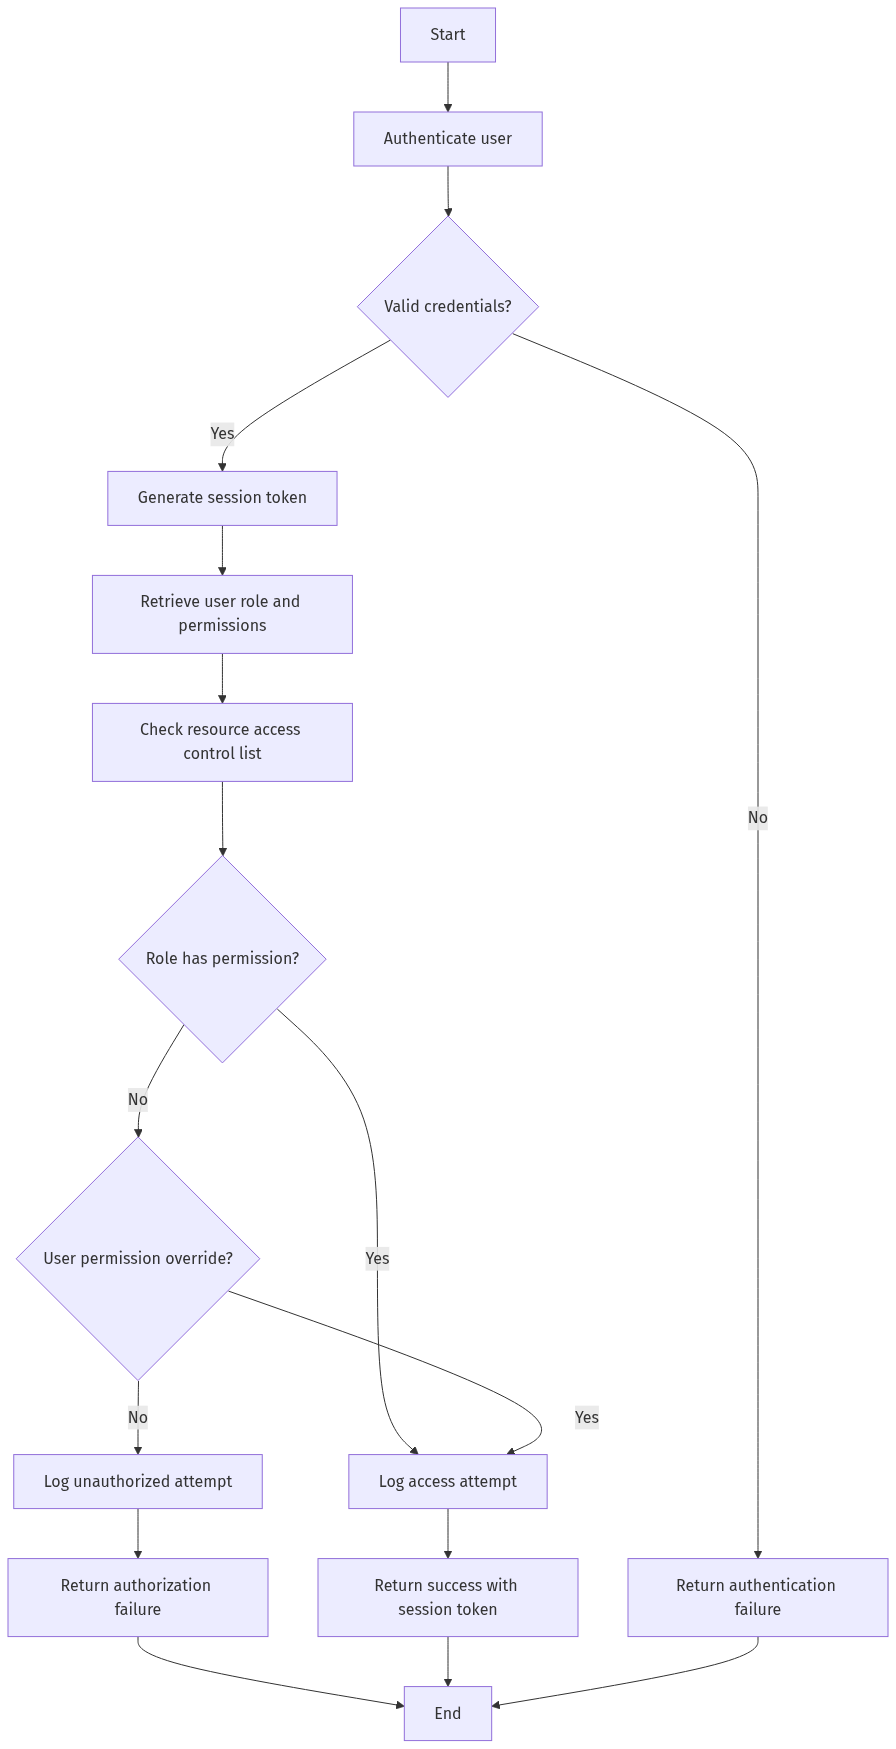 Start
Authenticate user
Valid credentials?
Yes
Generate session token
Retrieve user role and
permissions
Check resource access
control list
No
Role has permission?
No
User permission override?
Yes
No
Yes
Log unauthorized attempt
Log access attempt
Return authorization
failure
Return success with
session token
Return authentication
failure
End